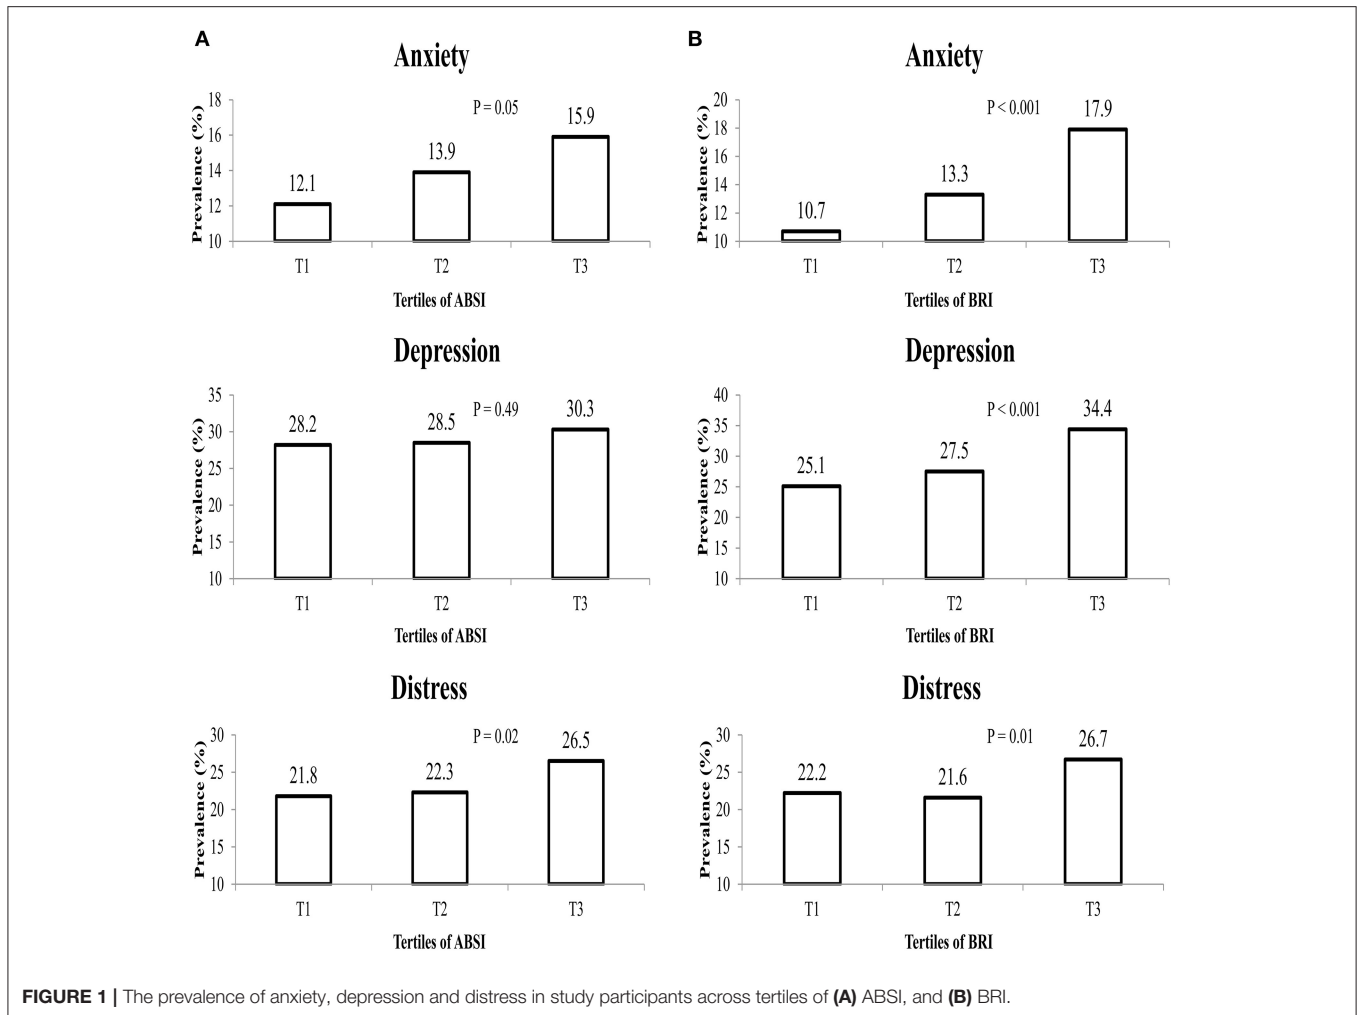 A
Anxiety
P = 0.05
Prevalence (%)
18
16
14
12
10
12.1
13.9
15.9
T1 T2 T3
Tertiles of ABSI
B
Anxiety
P < 0.001
Prevalence (%)
20
18
16
14
12
10
10.7
13.3
17.9
T1 T2 T3
Tertiles of BRI
Depression
P = 0.49
Prevalence (%)
35
30
25
20
15
10
28.2
28.5
30.3
T1 T2 T3
Tertiles of ABSI
Depression
P < 0.001
Prevalence (%)
40
35
30
25
20
15
10
25.1
27.5
34.4
T1 T2 T3
Tertiles of BRI
Distress
P = 0.02
Prevalence (%)
30
25
20
15
10
21.8
22.3
26.5
T1 T2 T3
Tertiles of ABSI
Distress
P = 0.01
Prevalence (%)
30
25
20
15
10
22.2
21.6
26.7
T1 T2 T3
Tertiles of BRI
FIGURE 1 | The prevalence of anxiety, depression and distress in study participants across tertiles of (A) ABSI, and (B) BRI.